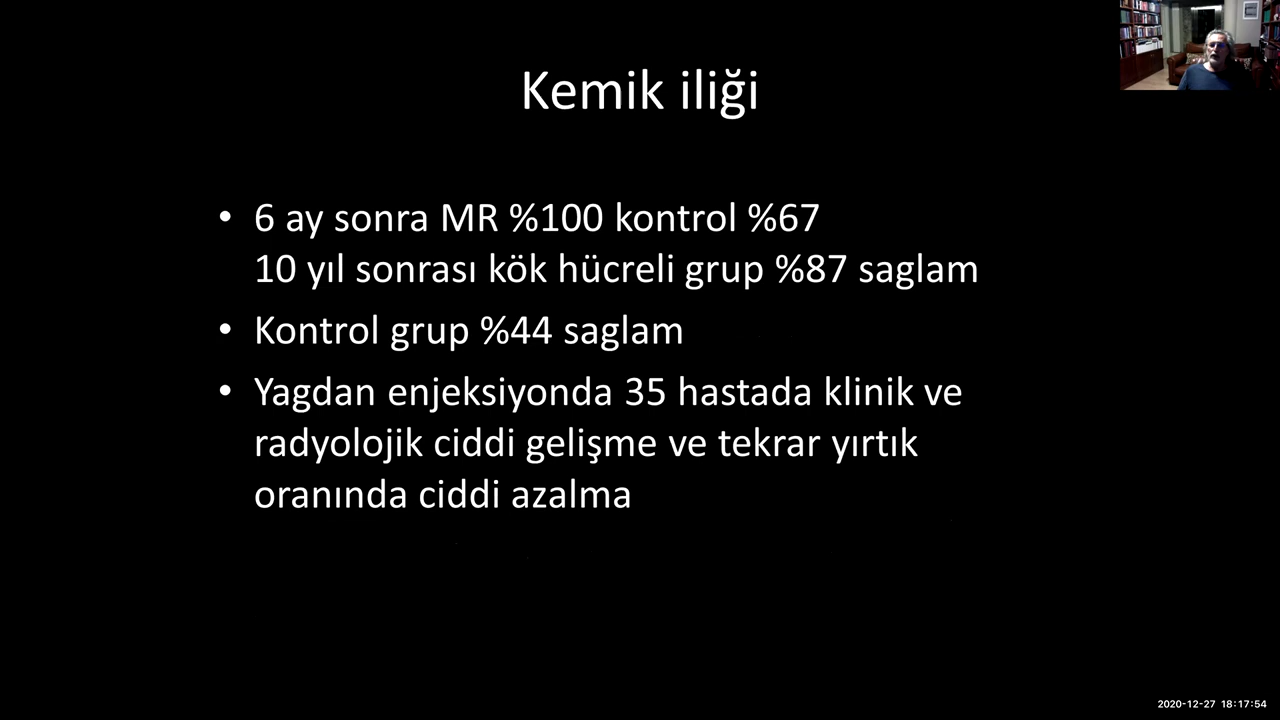 Kemik iliği
• 6 ay sonra MR %100 kontrol %67
10 yıl sonrası kök hücreli grup %87 saglam
• Kontrol grup %44 saglam
• Yagdan enjeksiyonda 35 hastada klinik ve
radyolojik ciddi gelişme ve tekrar yırtık
oranında ciddi azalma
2020-12-27 18:17:54